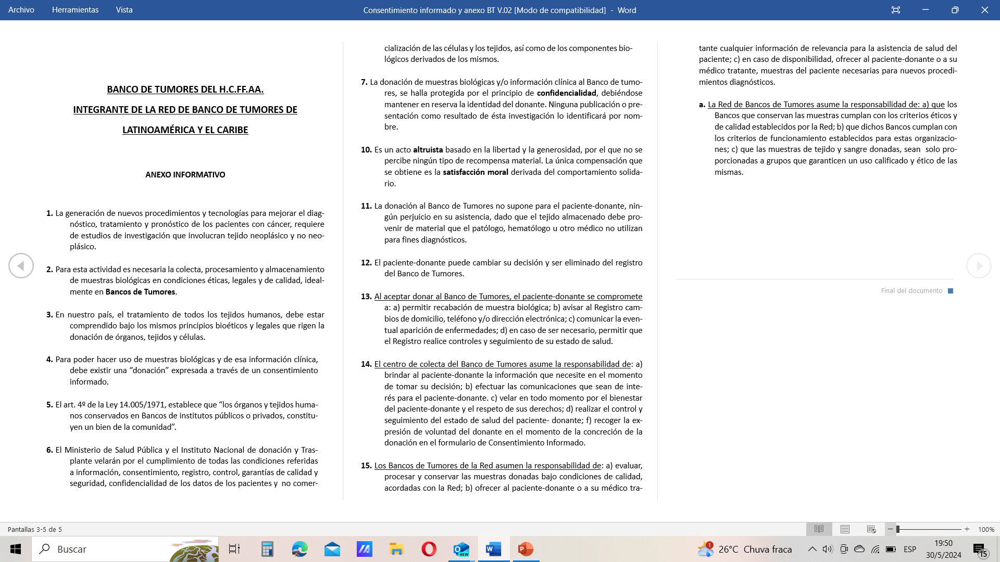 Archivo Herramientas Vista Consentimiento informado y anexo BT V.02 [Modo de compatibilidad] - Word
BANCO DE TUMORES DEL H.C.FF.AA.
INTEGRANTE DE LA RED DE BANCO DE TUMORES DE
LATINOAMÉRICA Y EL CARIBE
ANEXO INFORMATIVO
1. La generación de nuevos procedimientos y tecnologías para mejorar el diag-
nóstico, tratamiento y pronóstico de los pacientes con cáncer, requiere
de estudios de investigación que involucran tejido neoplásico y no neo-
plásico.
2. Para esta actividad es necesaria la colecta, procesamiento y almacenamiento
de muestras biológicas en condiciones éticas, legales y de calidad, ideal-
mente en Bancos de Tumores.
3. En nuestro país, el tratamiento de todos los tejidos humanos, debe estar
comprendido bajo los mismos principios bioéticos y legales que rigen la
donación de órganos, tejidos y células.
4. Para poder hacer uso de muestras biológicas y de esa información clínica,
debe existir una “donación” expresada a través de un consentimiento
informado.
5. El art. 4º de la Ley 14.005/1971, establece que “los órganos y tejidos huma-
nos conservados en Bancos de institutos públicos o privados, constitu-
yen un bien de la comunidad”.
6. El Ministerio de Salud Pública y el Instituto Nacional de donación y Tras-
plante velarán por el cumplimiento de todas las condiciones referidas
a información, consentimiento, registro, control, garantías de calidad y
seguridad, confidencialidad de los datos de los pacientes y no comer-
cialización de las células y los tejidos, así como de los componentes bio-
lógicos derivados de los mismos.
7. La donación de muestras biológicas y/o información clínica al Banco de tumo-
res, se halla protegida por el principio de confidencialidad, debiéndose
mantener en reserva la identidad del donante. Ninguna publicación o pre-
sentación como resultado de ésta investigación lo identificará por nom-
bre.
10. Es un acto altruista basado en la libertad y la generosidad, por el que no se
percibe ningún tipo de recompensa material. La única compensación que
se obtiene es la satisfacción moral derivada del comportamiento solida-
rio.
11. La donación al Banco de Tumores no supone para el paciente-donante, nin-
gún perjuicio en su asistencia, dado que el tejido almacenado debe pro-
venir de material que el patólogo, hematólogo u otro médico no utilizan
para fines diagnósticos.
12. El paciente-donante puede cambiar su decisión y ser eliminado del registro
del Banco de Tumores.
13. Al aceptar donar al Banco de Tumores, el paciente-donante se compromete
a: a) permitir recabación de muestra biológica; b) avisar al Registro cam-
bios de domicilio, teléfono y/o dirección electrónica; c) comunicar la even-
tual aparición de enfermedades; d) en caso de ser necesario, permitir que
el Registro realice controles y seguimiento de su estado de salud.
14. El centro de colecta del Banco de Tumores asume la responsabilidad de: a)
brindar al paciente-donante la información que necesite en el momento
de tomar su decisión; b) efectuar las comunicaciones que sean de inte-
rés para el paciente-donante. c) velar en todo momento por el bienestar
del paciente-donante y el respeto de sus derechos; d) realizar el control y
seguimiento del estado de salud del paciente- donante; f) recoger la ex-
presión de voluntad del donante en el momento de la concreción de la
donación en el formulario de Consentimiento Informado.
15. Los Bancos de Tumores de la Red asumen la responsabilidad de: a) evaluar,
procesar y conservar las muestras donadas bajo condiciones de calidad,
acordadas con la Red; b) ofrecer al paciente-donante o a su médico tra-
tante cualquier información de relevancia para la asistencia de salud del
paciente; c) en caso de disponibilidad, ofrecer al paciente-donante o a su
médico tratante, muestras del paciente necesarias para nuevos procedi-
mientos diagnósticos.
a. La Red de Bancos de Tumores asume la responsabilidad de: a) que los
Bancos que conservan las muestras cumplan con los criterios éticos y
de calidad establecidos por la Red; b) que dichos Bancos cumplan con
los criterios de funcionamiento establecidos para estas organizacio-
nes; c) que las muestras de tejido y sangre donadas, sean solo pro-
porcionadas a grupos que garanticen un uso calificado y ético de las
mismas.
Final del documento
Pantallas 3-5 de 5 100%
Buscar NEW 1 26°C Chuva fraca ESP 19:50
30/5/2024 15